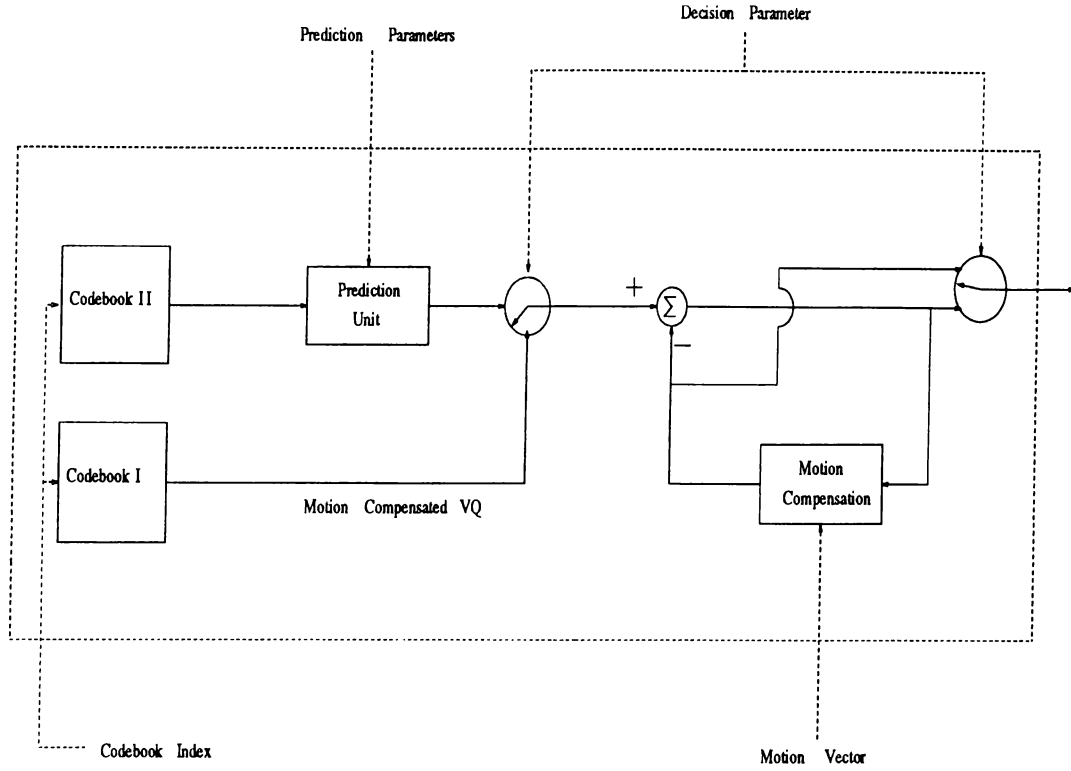 Decision Parameter
Prediction Parameters
Codebook II
Prediction
Unit
+
Σ
−
Codebook I
Motion Compensated VQ
Motion
Compensation
Codebook Index
Motion Vector